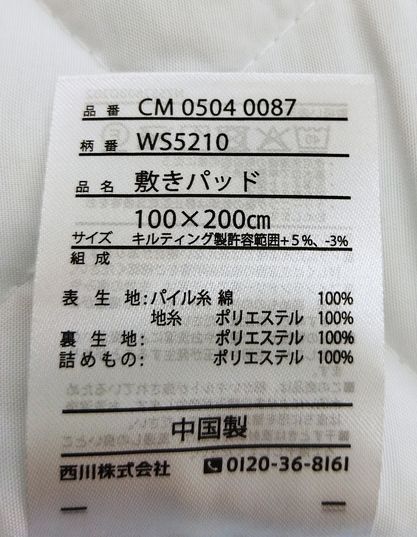 品番 CM 0504 0087
柄番 WS5210
品名 敷きパッド
100×200㎝
サイズ キルティング製許容範囲+5%、-3%
組成
表生地:パイル糸 綿 100%
地糸 ポリエステル 100%
裏生地: ポリエステル 100%
詰めもの: ポリエステル 100%
中国製
西川株式会社 0120-36-8161